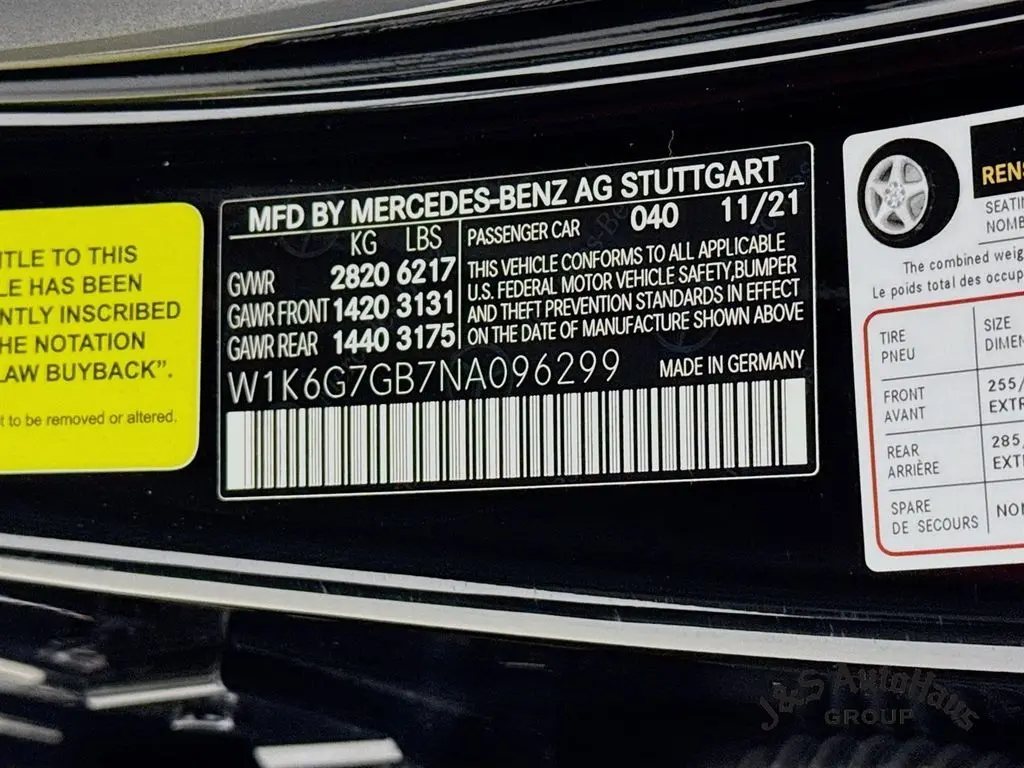 ITLE TO THIS
LE HAS BEEN
NTLY INSCRIBED
HE NOTATION
LAW BUYBACK”.
t to be removed or altered.
MFD BY MERCEDES-BENZ AG STUTTGART
KG LBS
GVWR 2820 6217
GAWR FRONT 1420 3131
GAWR REAR 1440 3175
PASSENGER CAR 040 11/21
THIS VEHICLE CONFORMS TO ALL APPLICABLE
U.S. FEDERAL MOTOR VEHICLE SAFETY,BUMPER
AND THEFT PREVENTION STANDARDS IN EFFECT
ON THE DATE OF MANUFACTURE SHOWN ABOVE
W1K6G7GB7NA096299 MADE IN GERMANY
RENS
SEATIN
NOMB
The combined weig
Le poids total des occup
TIRE SIZE
PNEU DIMEN
FRONT 255/
AVANT EXTR
REAR 285/
ARRIÈRE EXT
SPARE NON
DE SECOURS
J&S AutoHaus
GROUP